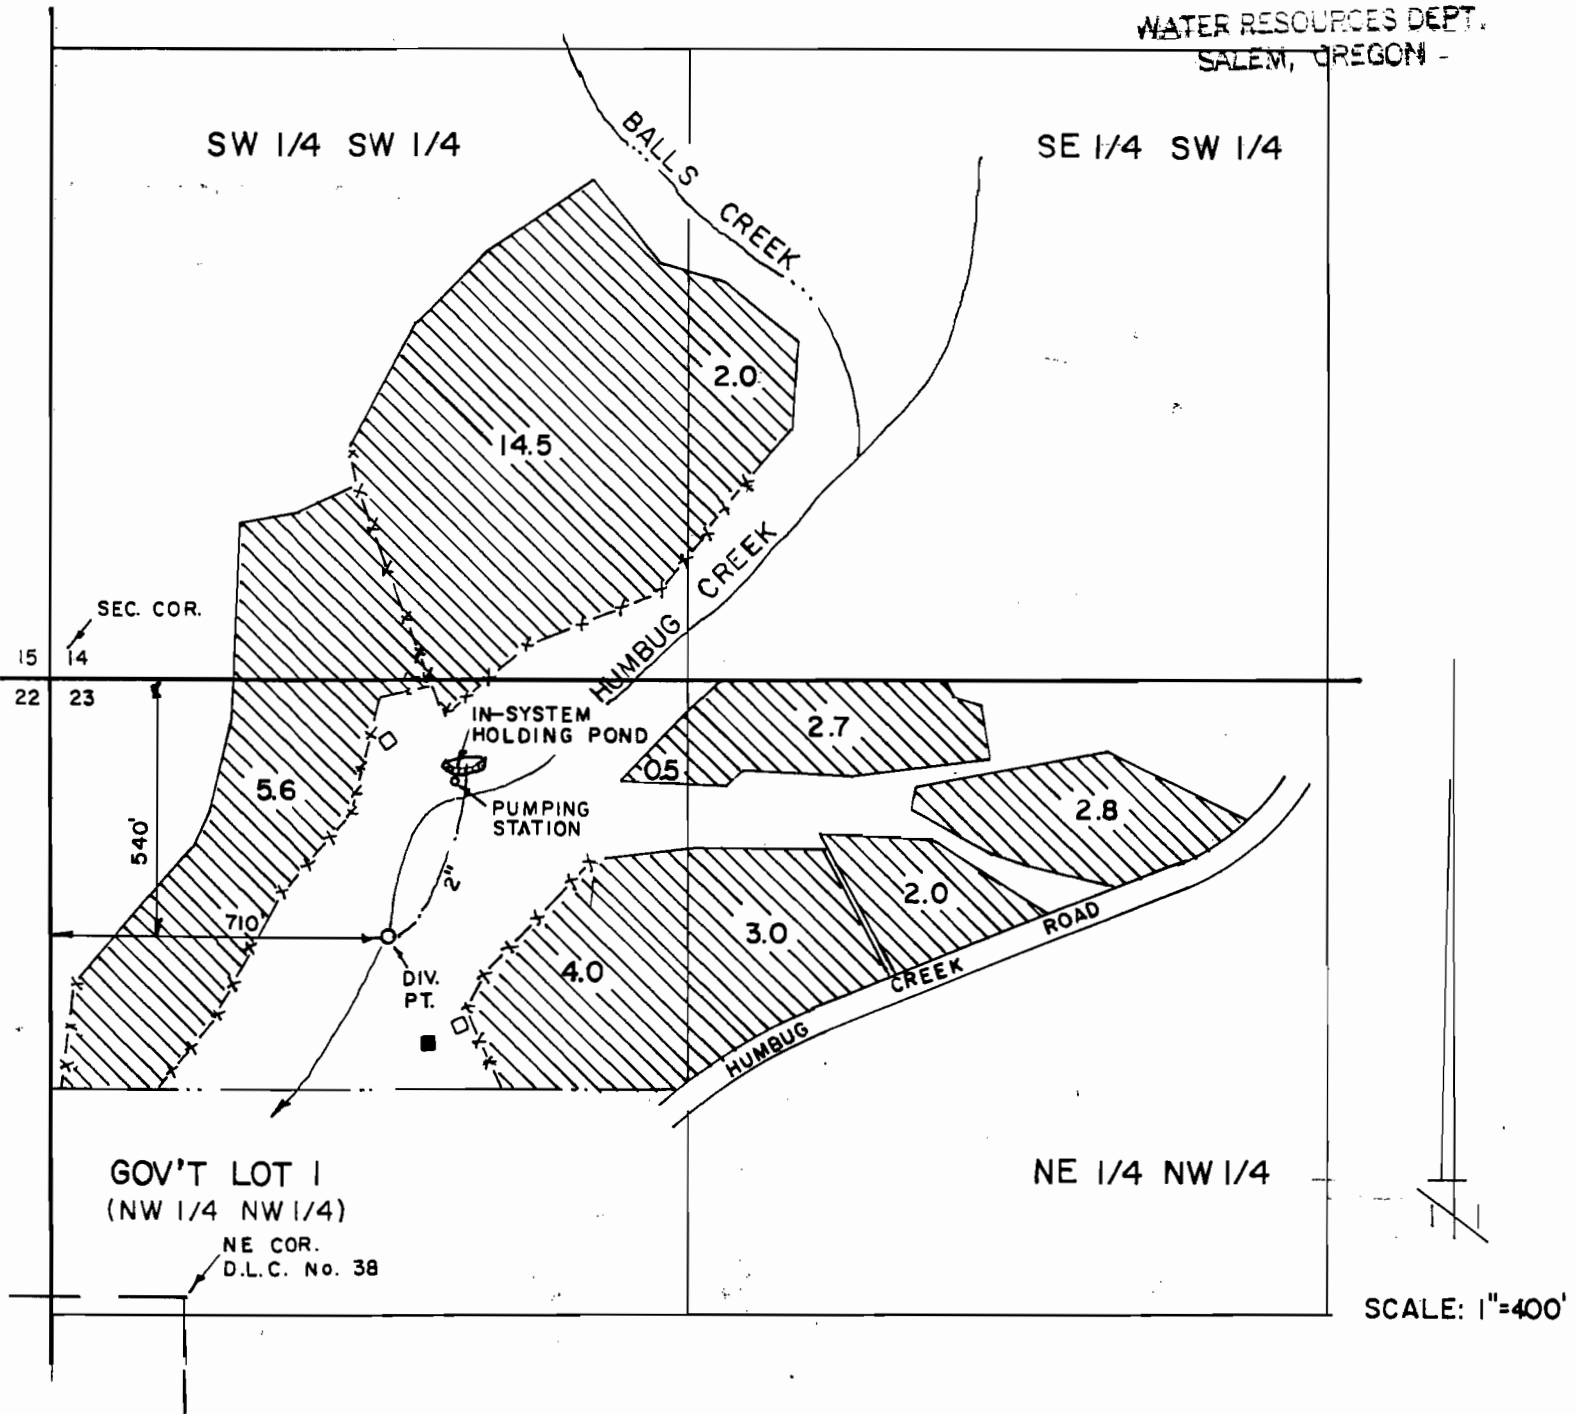 WATER RESOURCES DEPT.
SALEM, OREGON
SW 1/4 SW 1/4
SE 1/4 SW 1/4
BALLS CREEK
2.0
14.5
HUMBUG CREEK
SEC. COR.
15 14
22 23
IN-SYSTEM
HOLDING POND
2.7
0.5
5.6
PUMPING
STATION
2.8
540'
2"
2.0
710'
3.0
4.0
DIV.
PT.
HUMBUG CREEK ROAD
GOV'T LOT 1
(NW 1/4 NW 1/4)
NE 1/4 NW 1/4
NE COR.
D.L.C. No. 38
SCALE: 1"=400'